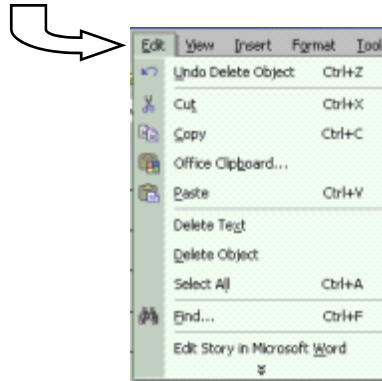 Edit View Insert Format Tool
Undo Delete Object Ctrl+Z
Cut Ctrl+X
Copy Ctrl+C
Office Clipboard...
Paste Ctrl+V
Delete Text
Delete Object
Select All Ctrl+A
Find... Ctrl+F
Edit Story in Microsoft Word